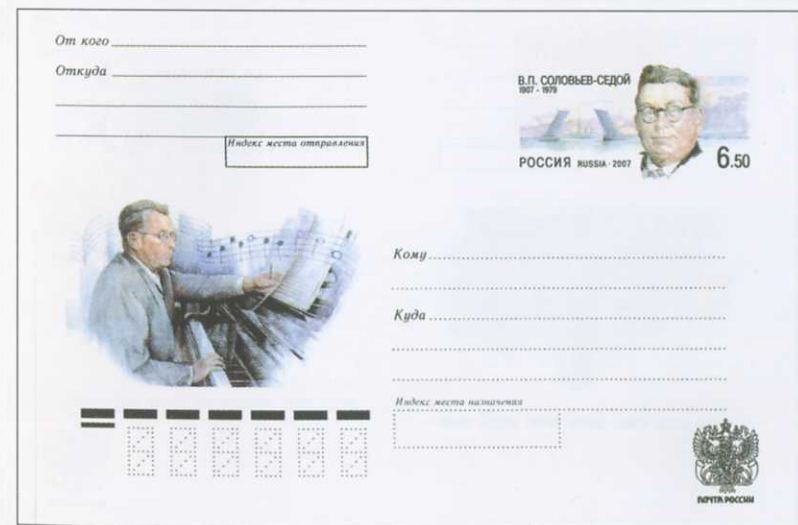 От кого
Откуда
Индекс места отправления
В.П. СОЛОВЬЕВ-СЕДОЙ
1907 - 1979
РОССИЯ RUSSIA · 2007 6.50
Кому
Куда
Индекс места назначения
ПОЧТА РОССИИ